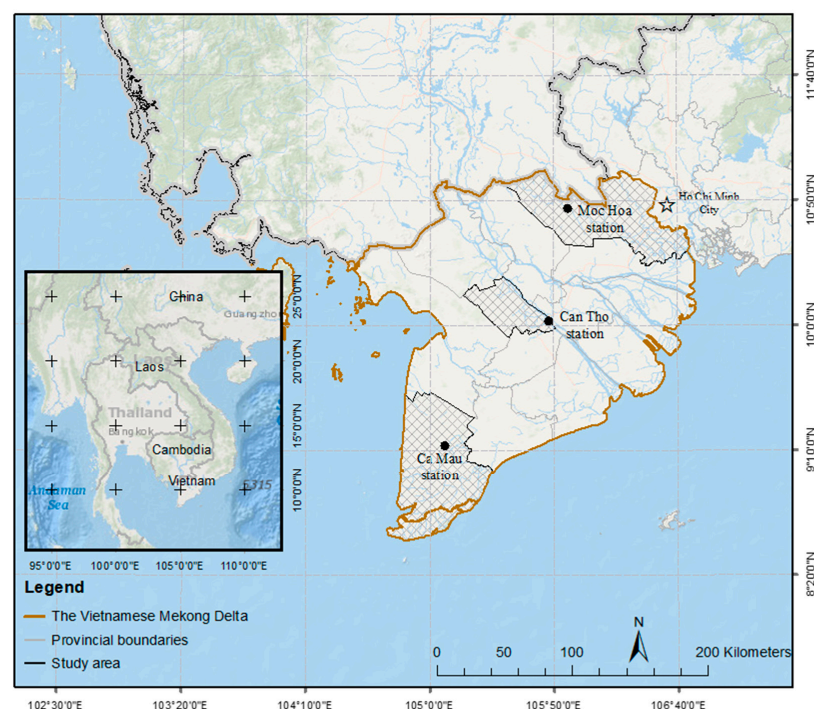 11°40'0"N
Ho Chi Minh
City
10°50'0"N
Moc Hoa
station
Can Tho
station
10°0'0"N
Ca Mau
station
9°10'0"N
8°20'0"N
China
Guangzho
Laos
Thailand
Bangkok
Cambodia
Vietnam
Andaman
Sea
5315
25°0'0"N
20°0'0"N
15°0'0"N
10°0'0"N
95°0'0"E 100°0'0"E 105°0'0"E 110°0'0"E
Legend
The Vietnamese Mekong Delta
Provincial boundaries
Study area
N
0 50 100 200 Kilometers
102°30'0"E 103°20'0"E 104°10'0"E 105°0'0"E 105°50'0"E 106°40'0"E